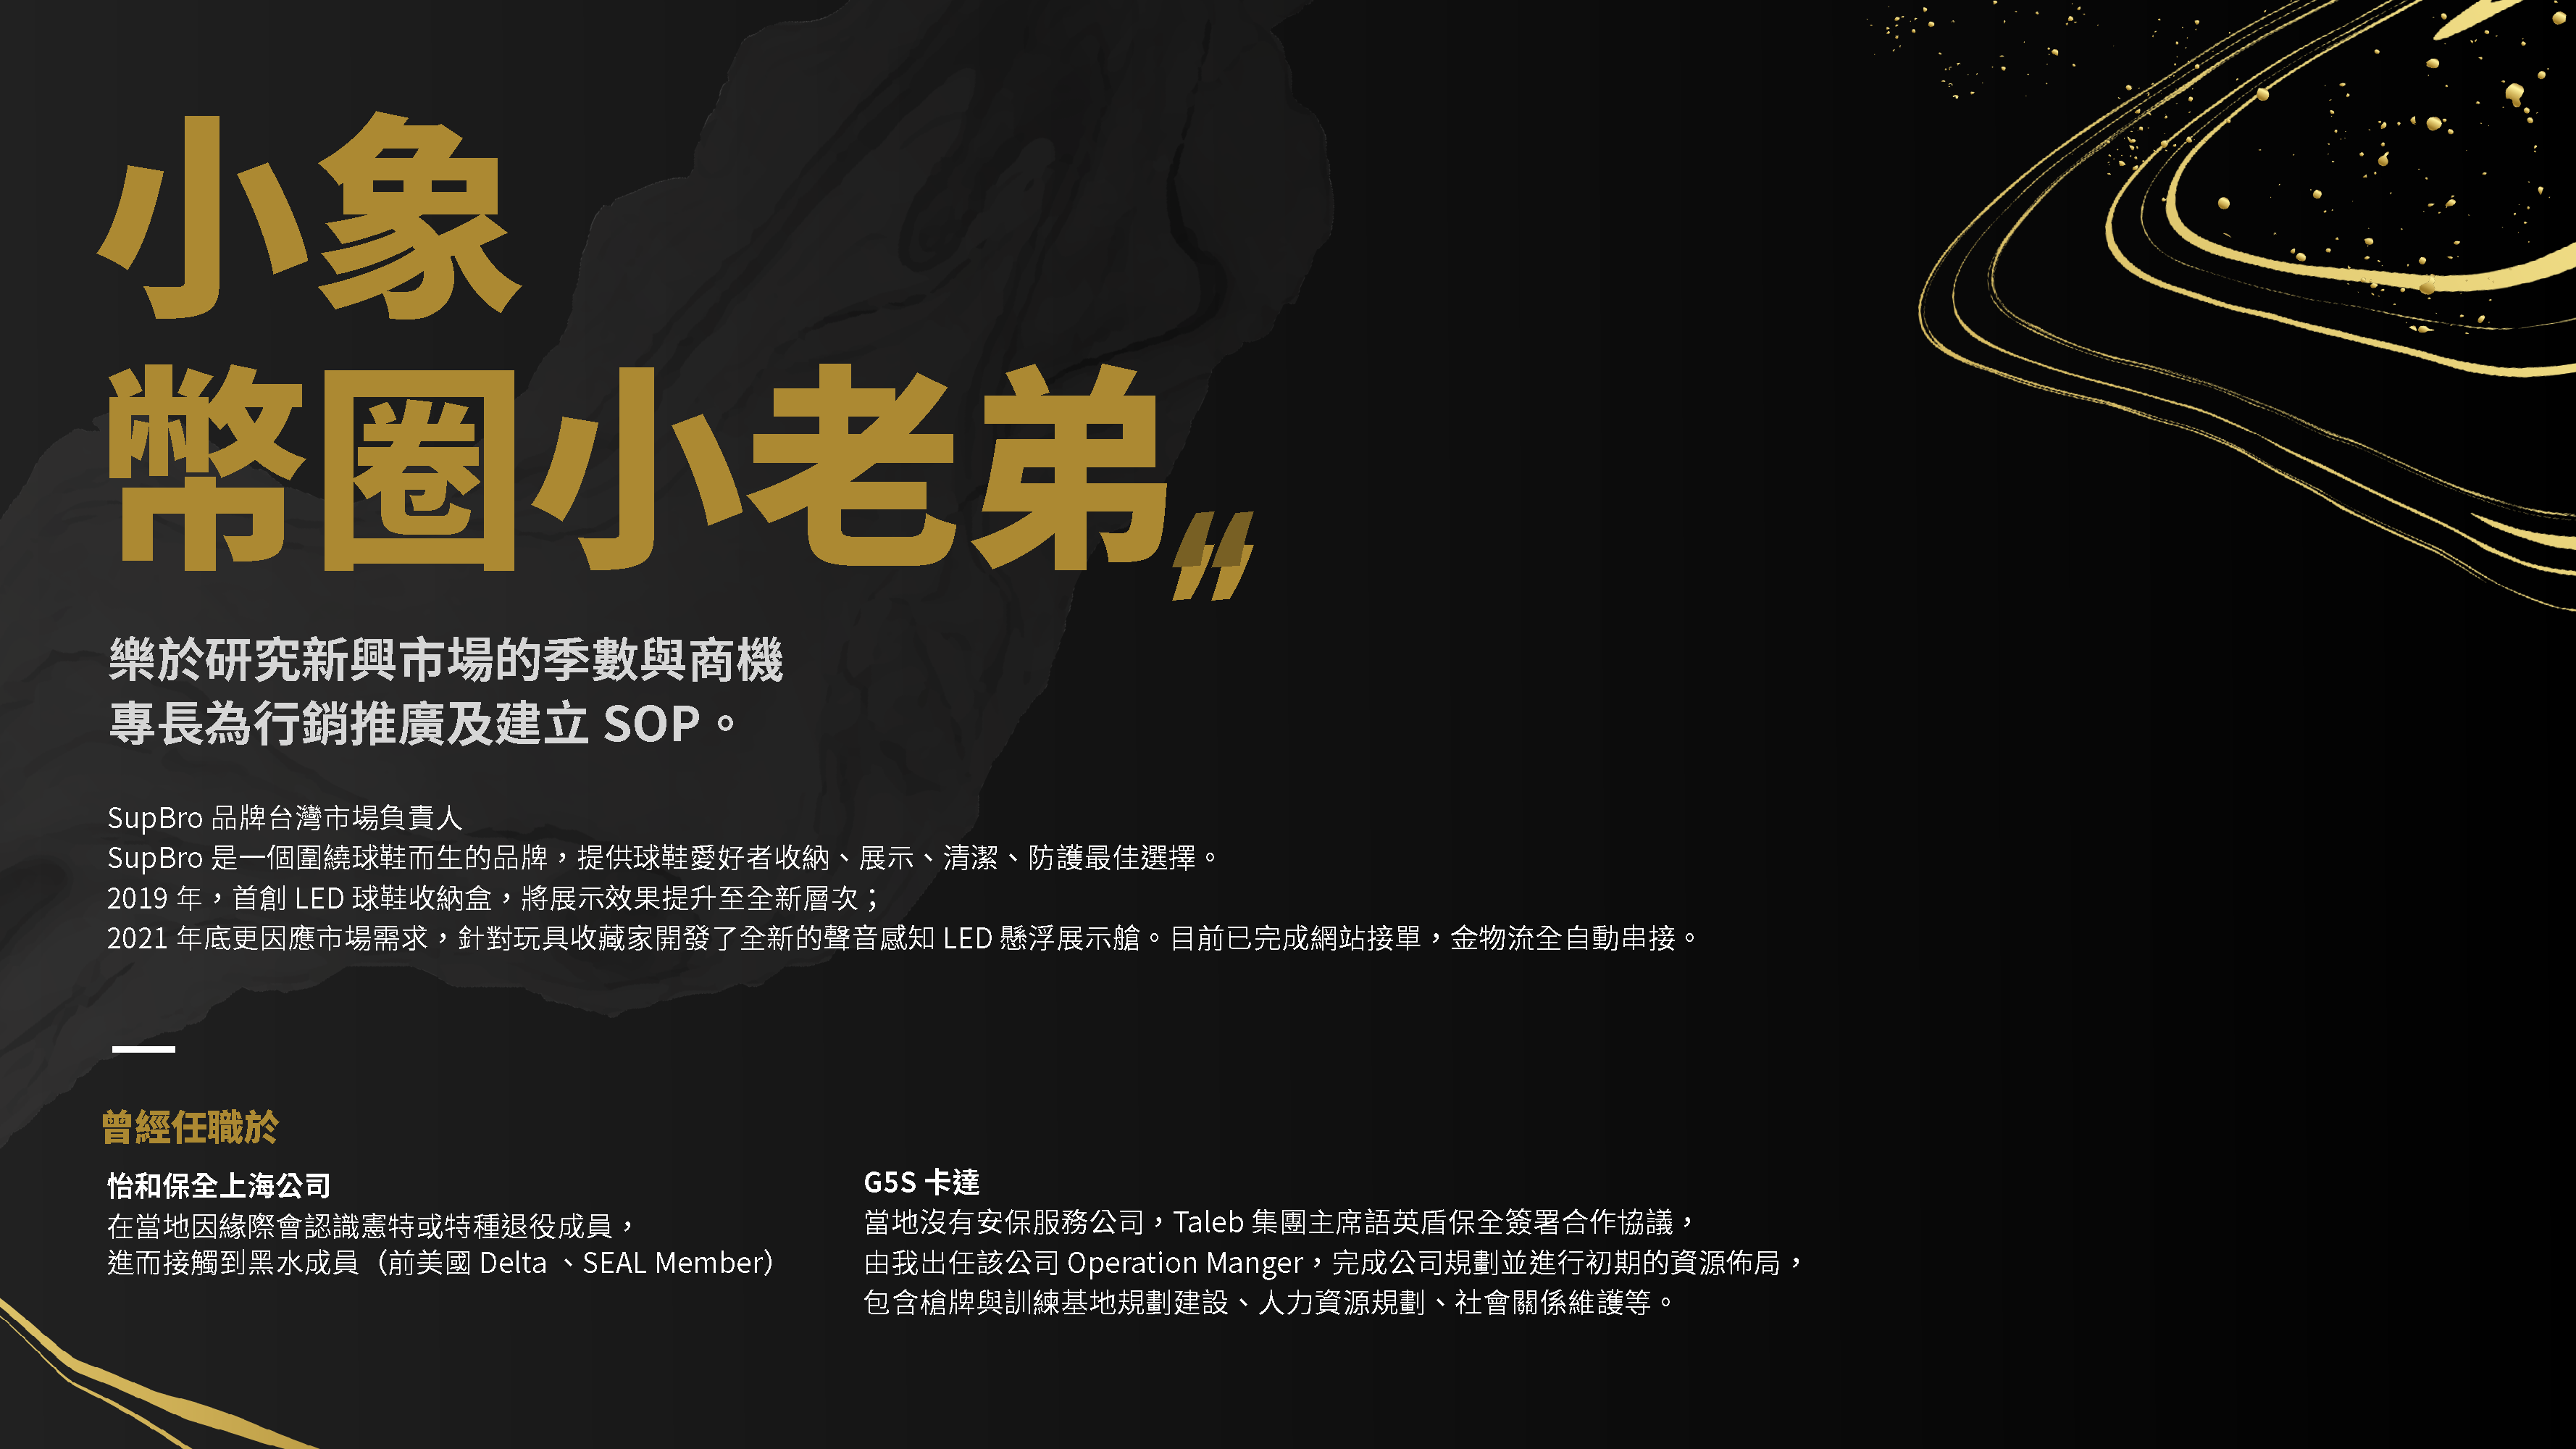 小象
幣圈小老弟"
樂於研究新興市場的季數與商機
專長為行銷推廣及建立 SOP。
SupBro 品牌台灣市場負責人
SupBro 是一個圍繞球鞋而生的品牌，提供球鞋愛好者收納、展示、清潔、防護最佳選擇。
2019 年，首創 LED 球鞋收納盒，將展示效果提升至全新層次；
2021 年底更因應市場需求，針對玩具收藏家開發了全新的聲音感知 LED 懸浮展示艙。目前已完成網站接單，金物流全自動串接。
曾經任職於
怡和保全上海公司
在當地因緣際會認識憲特或特種退役成員，
進而接觸到黑水成員（前美國 Delta 、SEAL Member）
G5S 卡達
當地沒有安保服務公司，Taleb 集團主席語英盾保全簽署合作協議，
由我出任該公司 Operation Manger，完成公司規劃並進行初期的資源佈局，
包含槍牌與訓練基地規劃建設、人力資源規劃、社會關係維護等。